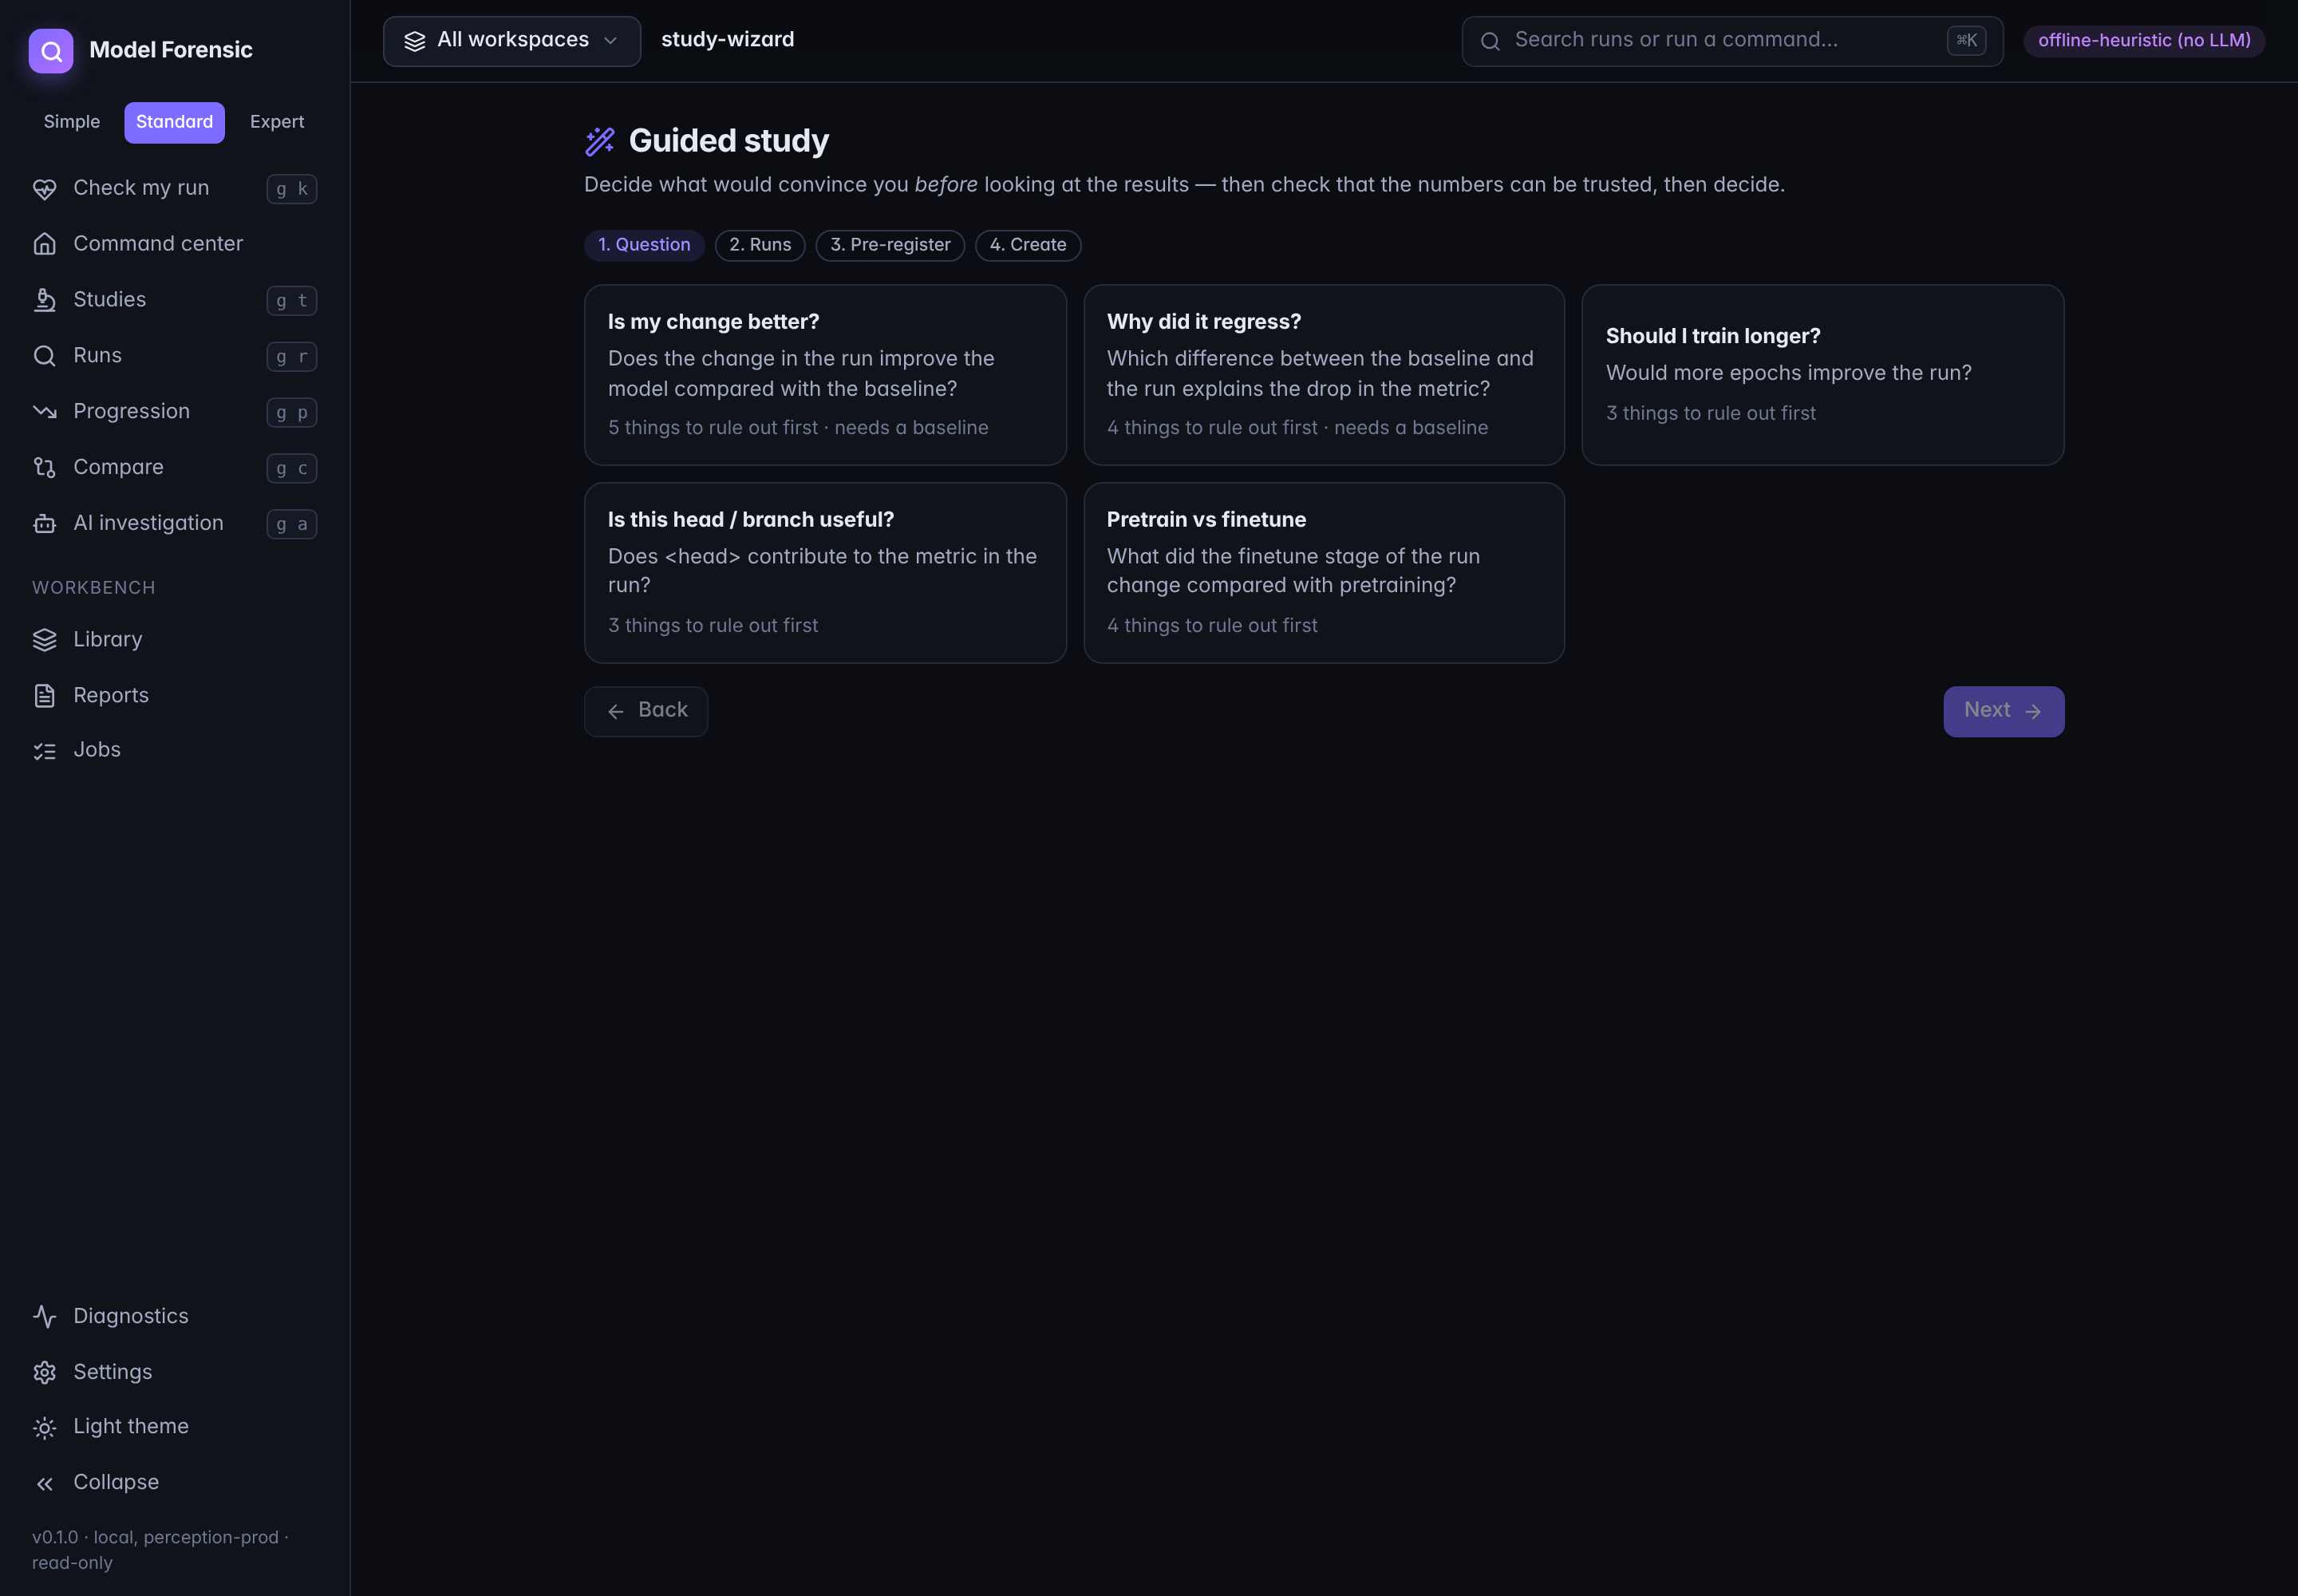 Model Forensic
Simple Standard Expert
Check my run g k
Command center
Studies g t
Runs g r
Progression g p
Compare g c
AI investigation g a
WORKBENCH
Library
Reports
Jobs
Diagnostics
Settings
Light theme
Collapse
v0.1.0 · local, perception-prod ·
read-only
All workspaces study-wizard Search runs or run a command... ⌘K offline-heuristic (no LLM)
Guided study
Decide what would convince you before looking at the results — then check that the numbers can be trusted, then decide.
1. Question 2. Runs 3. Pre-register 4. Create
Is my change better?
Does the change in the run improve the
model compared with the baseline?
5 things to rule out first · needs a baseline
Why did it regress?
Which difference between the baseline and
the run explains the drop in the metric?
4 things to rule out first · needs a baseline
Should I train longer?
Would more epochs improve the run?
3 things to rule out first
Is this head / branch useful?
Does <head> contribute to the metric in the
run?
3 things to rule out first
Pretrain vs finetune
What did the finetune stage of the run
change compared with pretraining?
4 things to rule out first
Back
Next